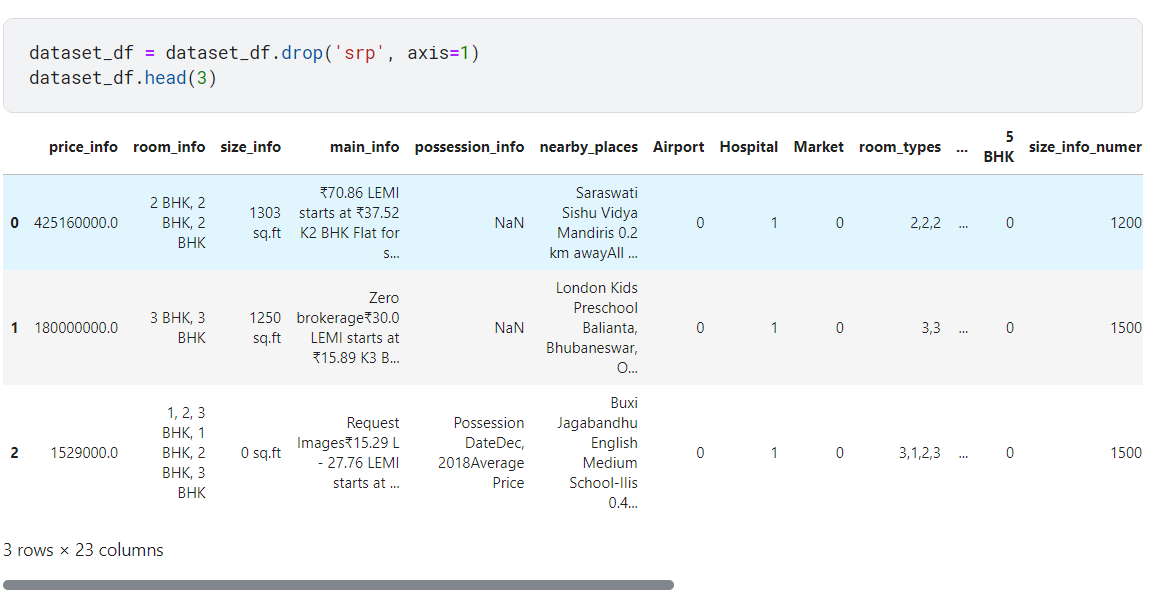 dataset_df = dataset_df.drop('srp', axis=1)
dataset_df.head(3)
price_info room_info size_info main_info possession_info nearby_places Airport Hospital Market room_types ... 5 BHK size_info_numer
0 425160000.0 2 BHK, 2 BHK, 2 BHK 1303 sq.ft ₹70.86 LEMI starts at ₹37.52 K2 BHK Flat for s... NaN Saraswati Sishu Vidya Mandiris 0.2 km awayAll ... 0 1 0 2,2,2 ... 0 1200
1 180000000.0 3 BHK, 3 BHK 1250 sq.ft Zero brokerage₹30.0 LEMI starts at ₹15.89 K3 B... NaN London Kids Preschool Balianta, Bhubaneswar, O... 0 1 0 3,3 ... 0 1500
2 1529000.0 1, 2, 3 BHK, 1 BHK, 2 BHK, 3 BHK 0 sq.ft Request Images₹15.29 L - 27.76 LEMI starts at ... Possession DateDec, 2018Average Price Buxi Jagabandhu English Medium School-Ilis 0.4... 0 1 0 3,1,2,3 ... 0 1500
3 rows × 23 columns